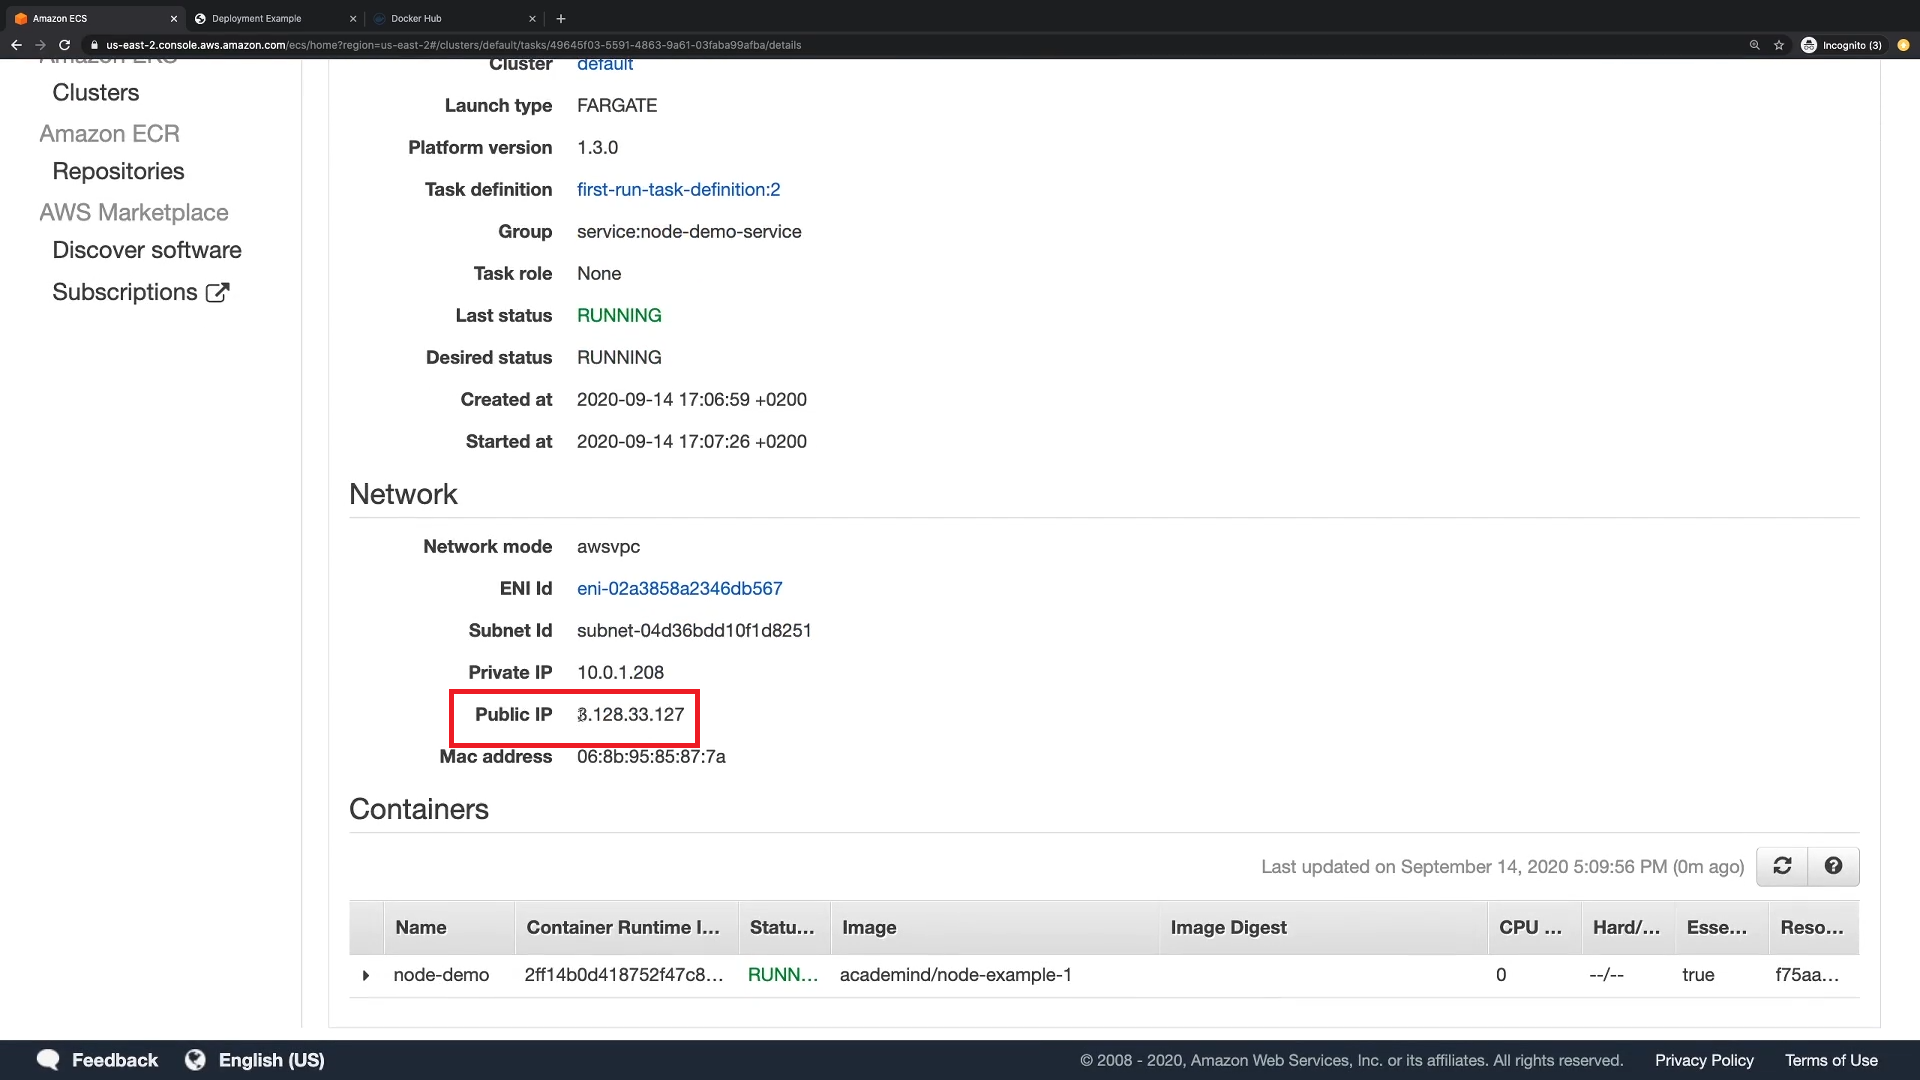 Amazon ECS
Deployment Example
Docker Hub
us-east-2.console.aws.amazon.com/ecs/home?region=us-east-2#/clusters/default/tasks/49645f03-5591-4863-9a61-03faba99afba/details
Incognito (3)
Amazon EKS
Clusters
Amazon ECR
Repositories
AWS Marketplace
Discover software
Subscriptions
Cluster default
Launch type FARGATE
Platform version 1.3.0
Task definition first-run-task-definition:2
Group service:node-demo-service
Task role None
Last status RUNNING
Desired status RUNNING
Created at 2020-09-14 17:06:59 +0200
Started at 2020-09-14 17:07:26 +0200
Network
Network mode awsvpc
ENI Id eni-02a3858a2346db567
Subnet Id subnet-04d36bdd10f1d8251
Private IP 10.0.1.208
Public IP 3.128.33.127
Mac address 06:8b:95:85:87:7a
Containers
Last updated on September 14, 2020 5:09:56 PM (0m ago)
Name Container Runtime I... Statu... Image Image Digest CPU ... Hard/... Esse... Reso...
node-demo 2ff14b0d418752f47c8... RUNN... academind/node-example-1 0 --/-- true f75aa...
Feedback English (US) © 2008 - 2020, Amazon Web Services, Inc. or its affiliates. All rights reserved. Privacy Policy Terms of Use